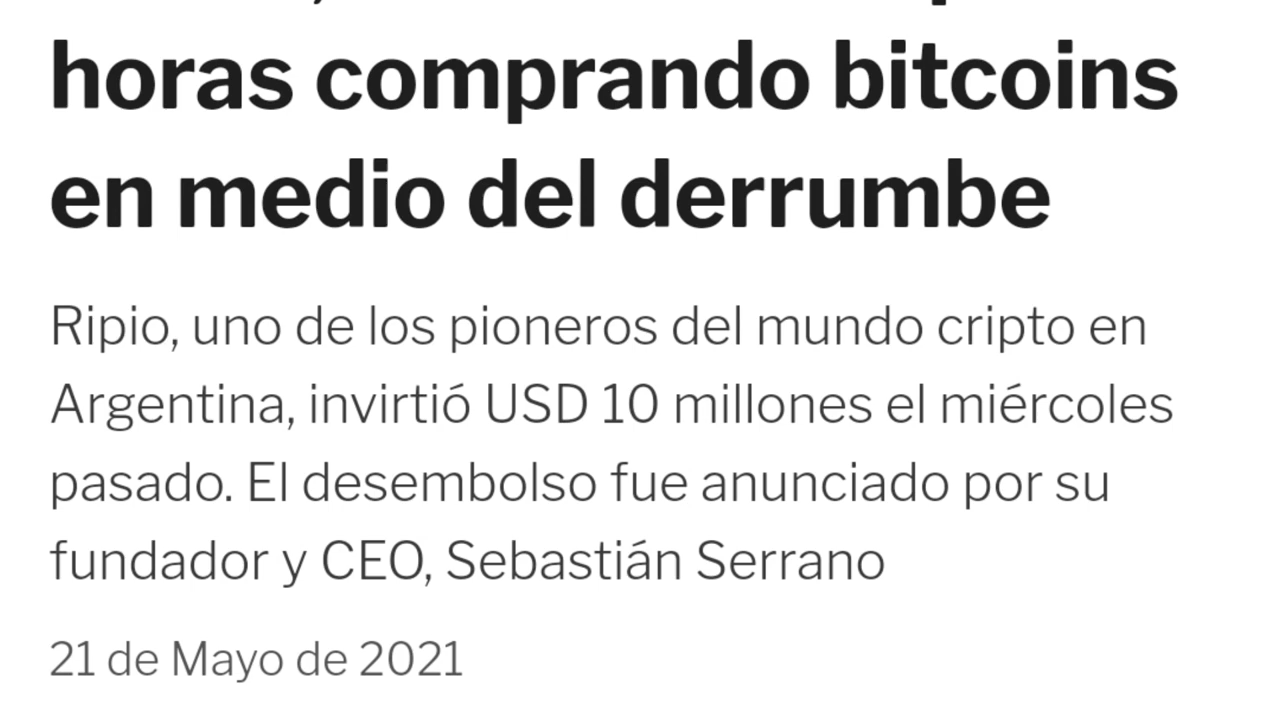 horas comprando bitcoins
en medio del derrumbe
Ripio, uno de los pioneros del mundo cripto en
Argentina, invirtió USD 10 millones el miércoles
pasado. El desembolso fue anunciado por su
fundador y CEO, Sebastián Serrano
21 de Mayo de 2021